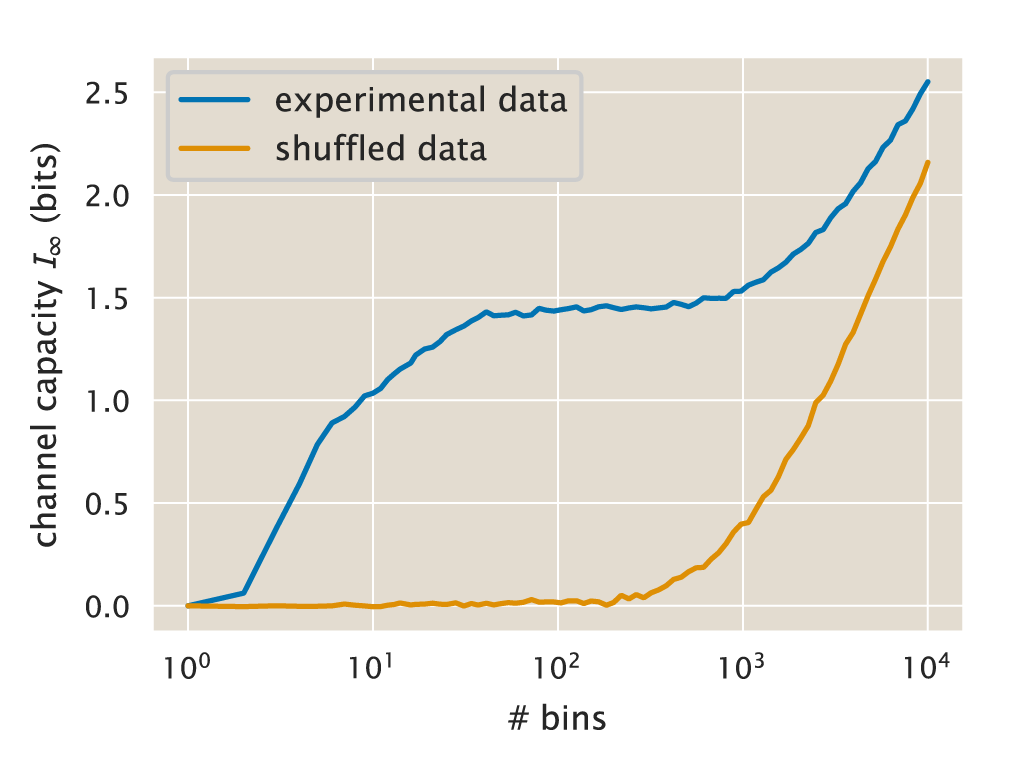 experimental data
shuffled data
channel capacity I∞ (bits)
2.5
2.0
1.5
1.0
0.5
0.0
10⁰ 10¹ 10² 10³ 10⁴
# bins